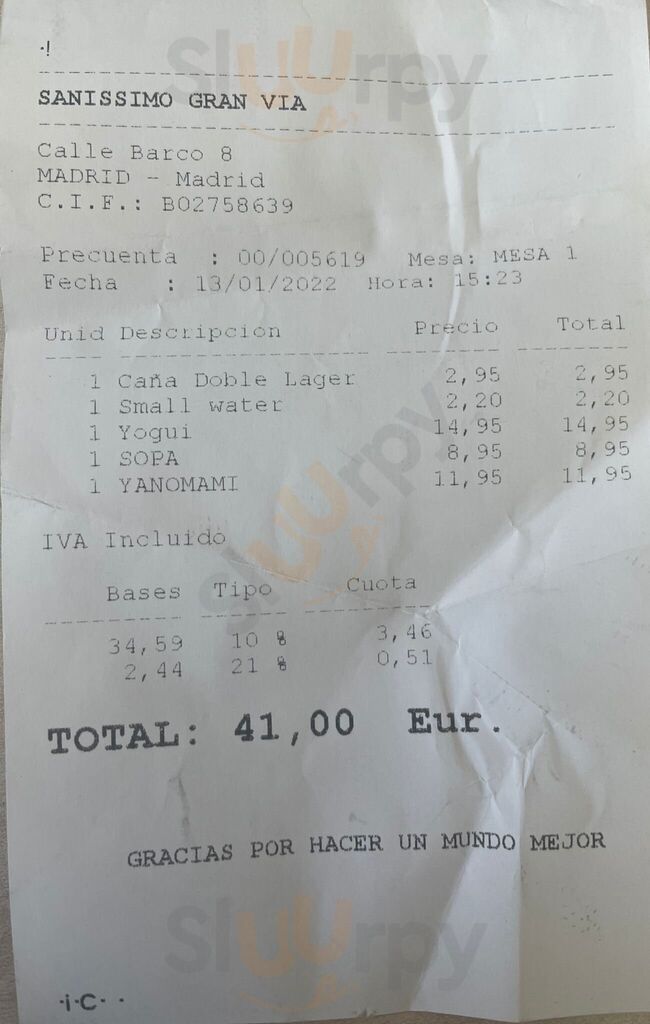 Sluurpy
·!
SANISSIMO GRAN VIA
Calle Barco 8
MADRID - Madrid
C.I.F.: B02758639
Precuenta : 00/005619 Mesa: MESA 1
Fecha : 13/01/2022 Hora: 15:23
Unid Descripcion Precio Total
1 Caña Doble Lager 2,95 2,95
1 Small water 2,20 2,20
1 Yogui 14,95 14,95
1 SOPA 8,95 8,95
1 YANOMAMI 11,95 11,95
Sluurpy
IVA Incluido
Bases Tipo Cuota
34,59 10 % 3,46
2,44 21 % 0,51
TOTAL: 41,00 Eur.
GRACIAS POR HACER UN MUNDO MEJOR
Sluurpy
·i·C· ·